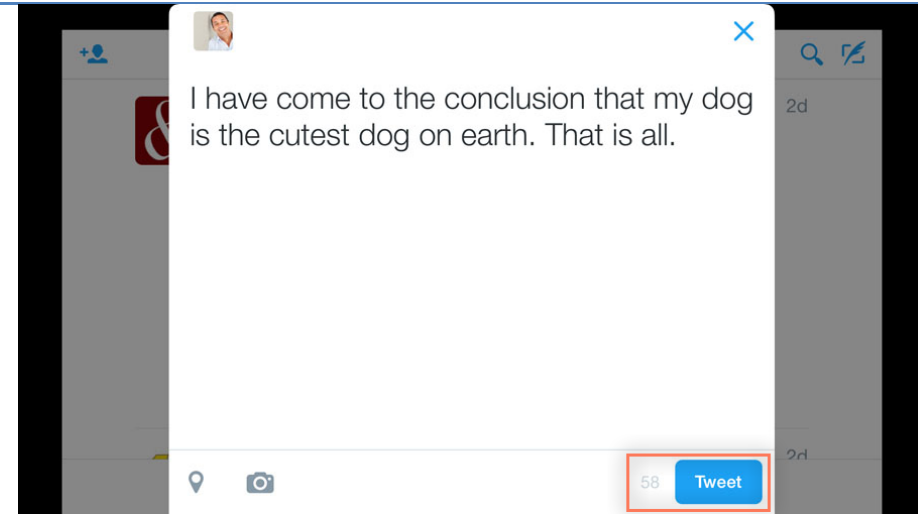 2d
I have come to the conclusion that my dog
is the cutest dog on earth. That is all.
2d
58 Tweet